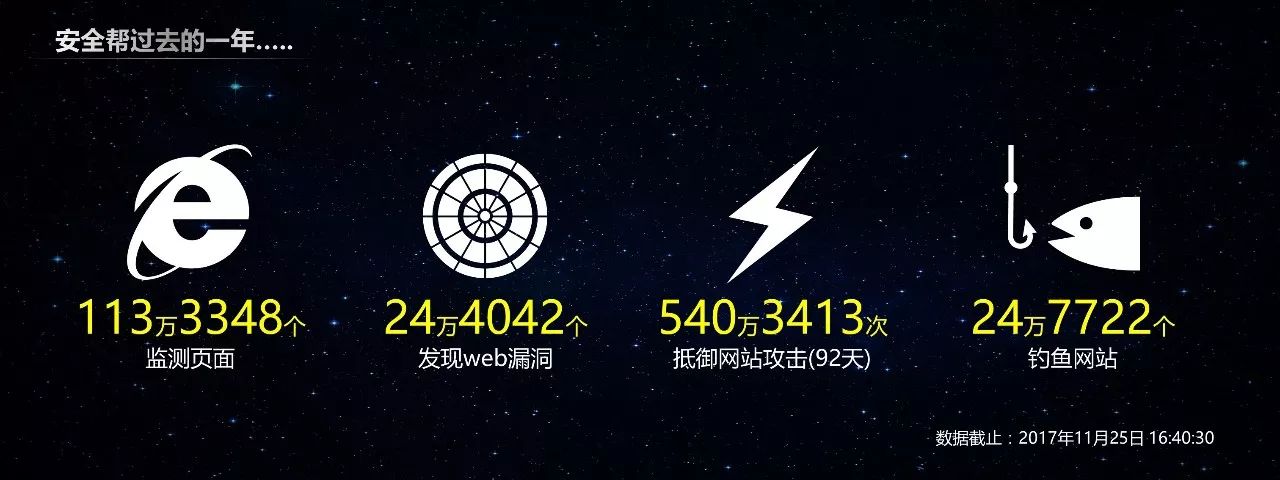 安全帮过去的一年.....
113万3348个
监测页面
24万4042个
发现web漏洞
540万3413次
抵御网站攻击(92天)
24万7722个
钓鱼网站
数据截止：2017年11月25日 16:40:30